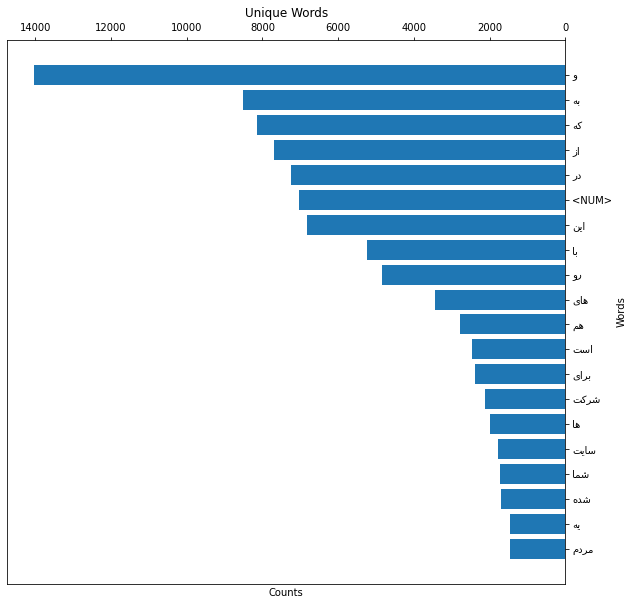 Unique Words
14000 12000 10000 8000 6000 4000 2000 0
و
به
که
از
در
<NUM>
این
با
رو
های
هم
است
برای
شرکت
ها
سایت
شما
شده
یه
مردم
Words
Counts